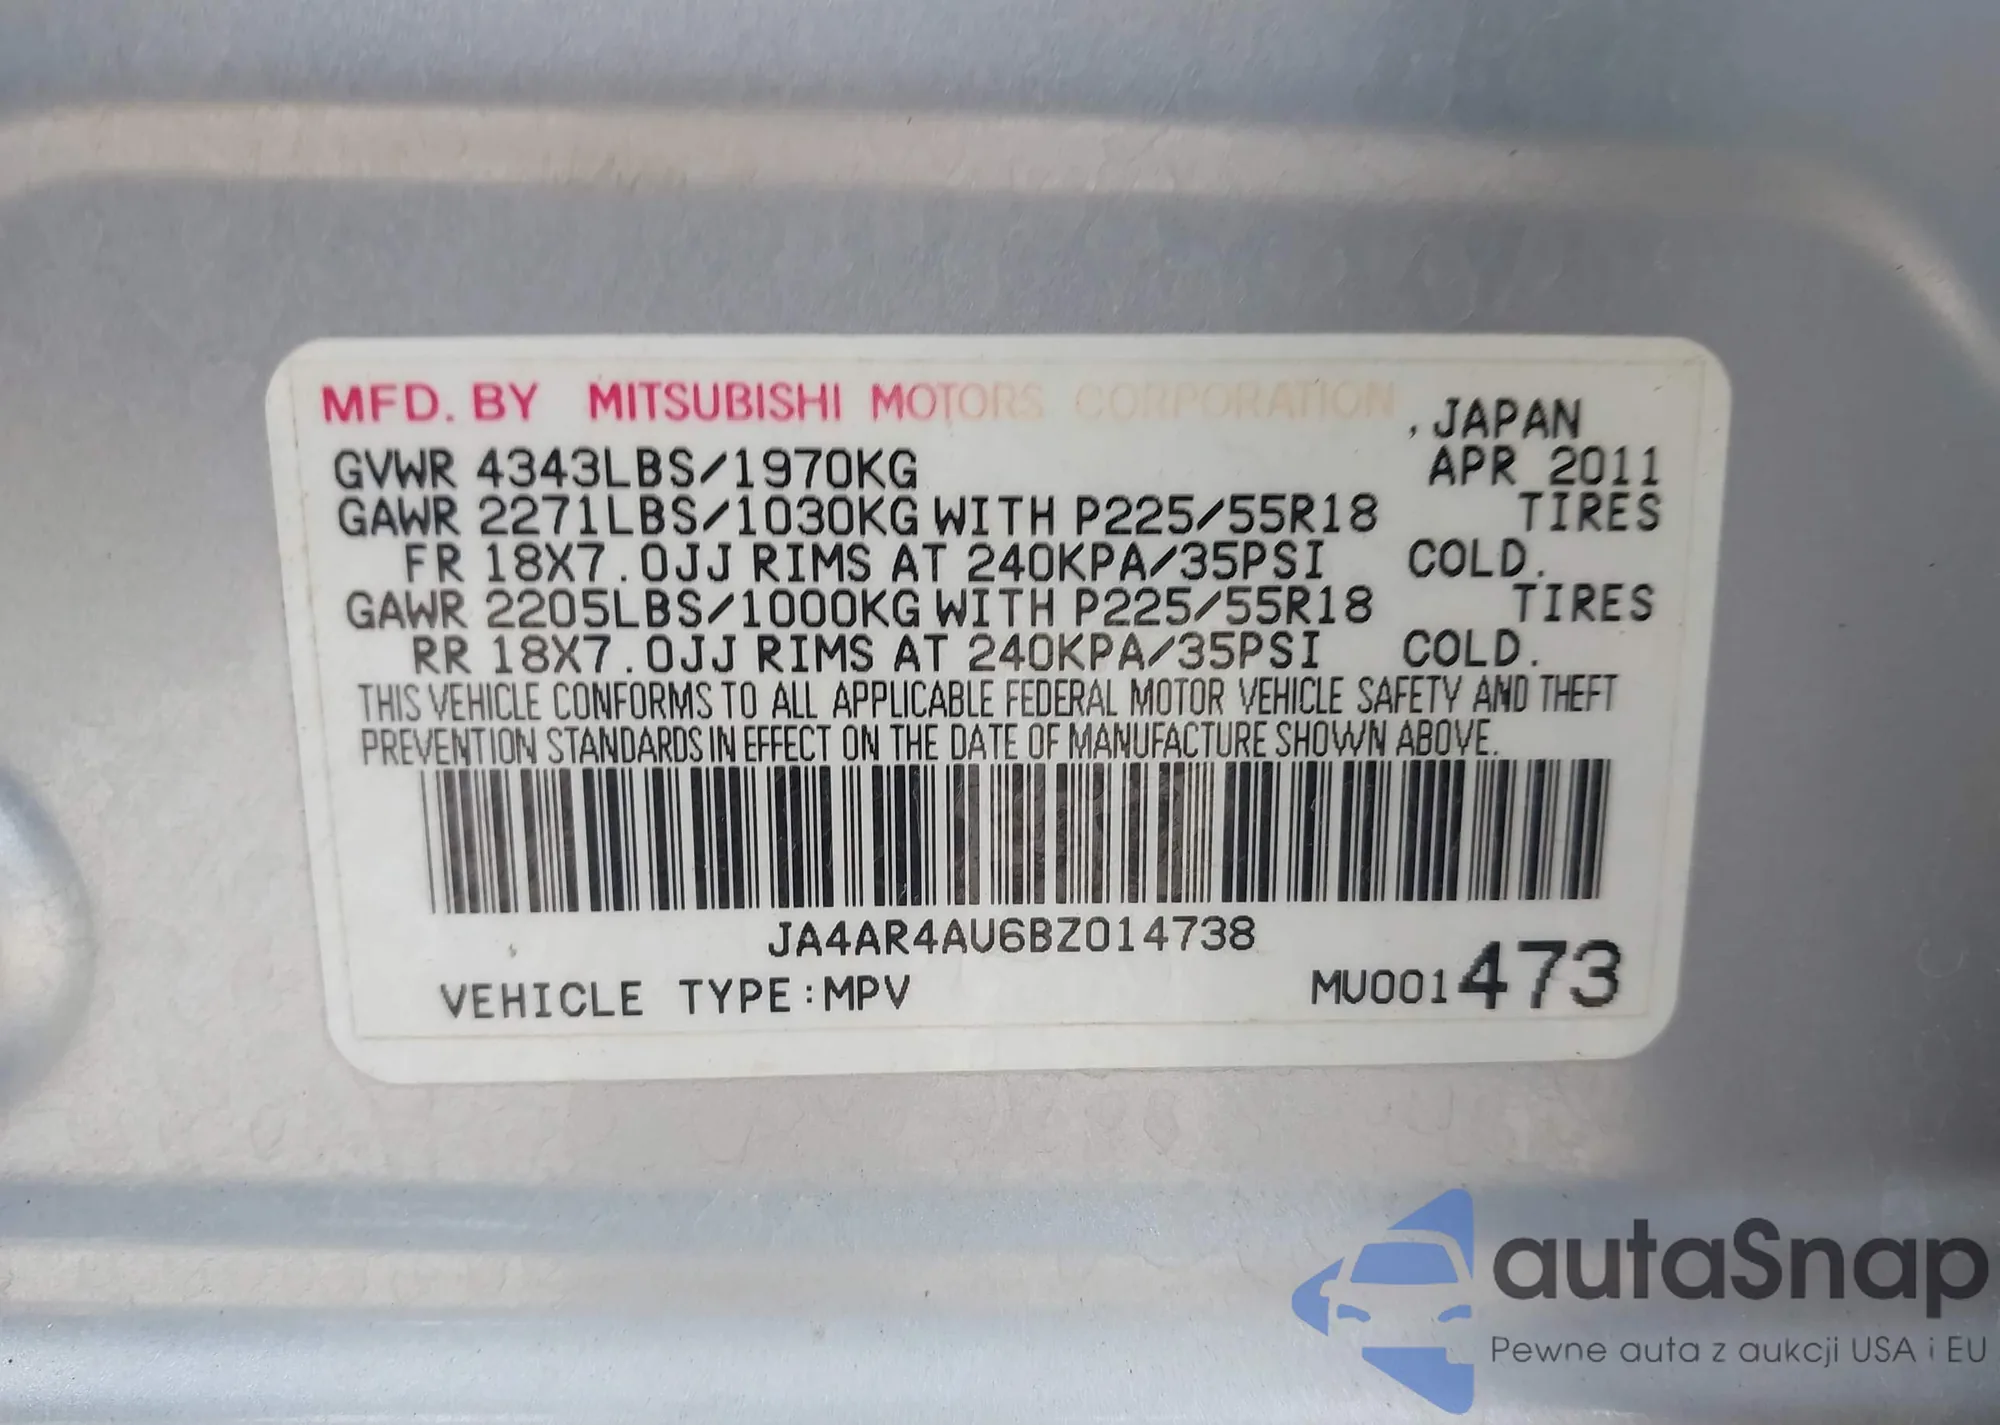 MFD. BY MITSUBISHI MOTORS CORPORATION
, JAPAN
GVWR 4343LBS/1970KG APR 2011
GAWR 2271LBS/1030KG WITH P225/55R18 TIRES
FR 18X7.0JJ RIMS AT 240KPA/35PSI COLD.
GAWR 2205LBS/1000KG WITH P225/55R18 TIRES
RR 18X7.0JJ RIMS AT 240KPA/35PSI COLD.
THIS VEHICLE CONFORMS TO ALL APPLICABLE FEDERAL MOTOR VEHICLE SAFETY AND THEFT
PREVENTION STANDARDS IN EFFECT ON THE DATE OF MANUFACTURE SHOWN ABOVE.
JA4AR4AU6BZ014738
VEHICLE TYPE:MPV MU001473
autaSnap
Pewne auta z aukcji USA i EU